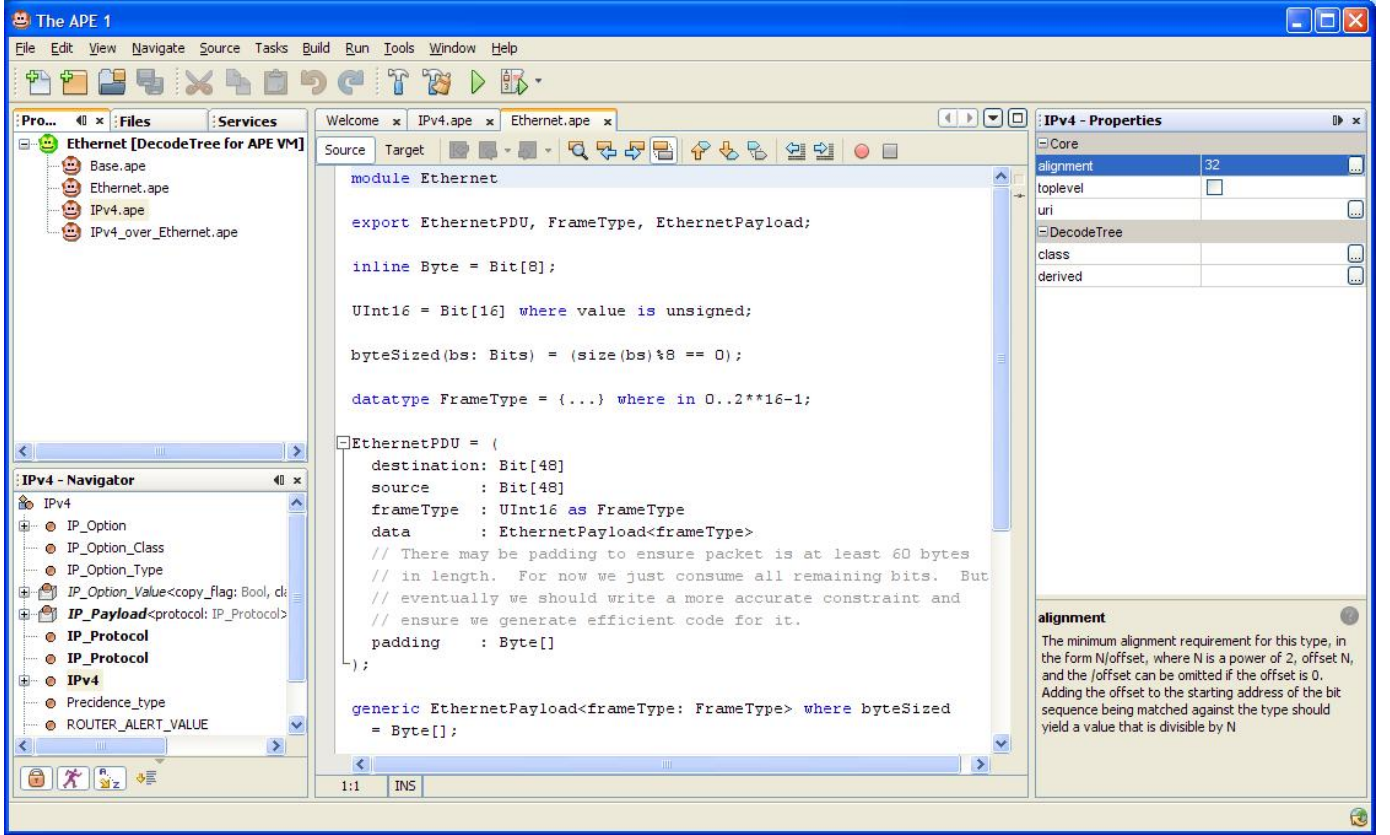 The APE 1
File Edit View Navigate Source Tasks Build Run Tools Window Help
Pro... Files Services
Ethernet [DecodeTree for APE VM]
Base.ape
Ethernet.ape
IPv4.ape
IPv4_over_Ethernet.ape
IPv4 - Navigator
IPv4
IP_Option
IP_Option_Class
IP_Option_Type
IP_Option_Value<copy_flag: Bool, cla
IP_Payload<protocol: IP_Protocol>
IP_Protocol
IP_Protocol
IPv4
Precidence_type
ROUTER_ALERT_VALUE
Welcome x IPv4.ape x Ethernet.ape x
Source Target
module Ethernet
export EthernetPDU, FrameType, EthernetPayload;
inline Byte = Bit[8];
UInt16 = Bit[16] where value is unsigned;
byteSized(bs: Bits) = (size(bs)%8 == 0);
datatype FrameType = {...} where in 0..2**16-1;
EthernetPDU = (
destination: Bit[48]
source : Bit[48]
frameType : UInt16 as FrameType
data : EthernetPayload<frameType>
// There may be padding to ensure packet is at least 60 bytes
// in length. For now we just consume all remaining bits. But
// eventually we should write a more accurate constraint and
// ensure we generate efficient code for it.
padding : Byte[]
);
generic EthernetPayload<frameType: FrameType> where byteSized
= Byte[];
1:1 INS
IPv4 - Properties
Core
alignment 32 ...
toplevel
uri ...
DecodeTree
class ...
derived ...
alignment
The minimum alignment requirement for this type, in
the form N/offset, where N is a power of 2, offset N,
and the /offset can be omitted if the offset is 0.
Adding the offset to the starting address of the bit
sequence being matched against the type should
yield a value that is divisible by N